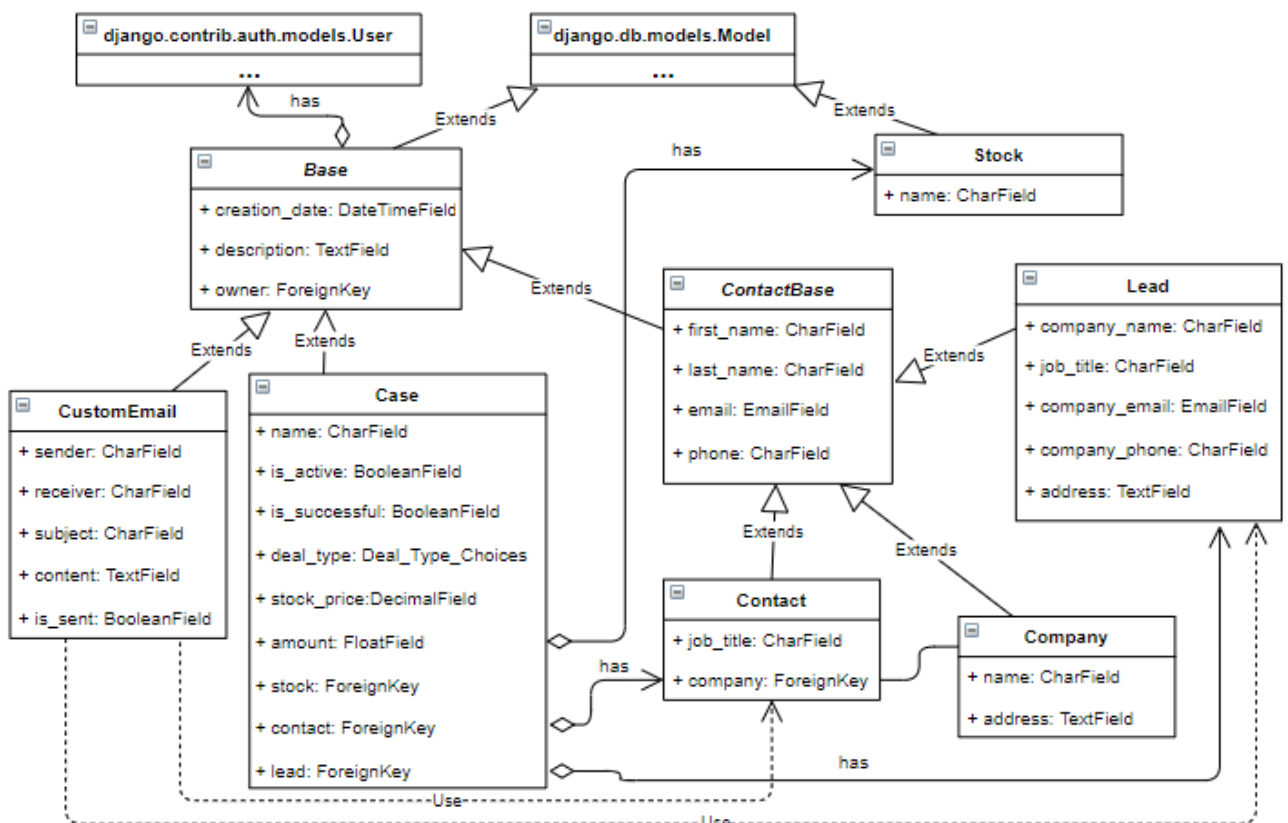 django.contrib.auth.models.User
...
django.db.models.Model
...
has
Extends
Extends
Base
+ creation_date: DateTimeField
+ description: TextField
+ owner: ForeignKey
has
Stock
+ name: CharField
Extends
ContactBase
+ first_name: CharField
+ last_name: CharField
+ email: EmailField
+ phone: CharField
Extends
Lead
+ company_name: CharField
+ job_title: CharField
+ company_email: EmailField
+ company_phone: CharField
+ address: TextField
Extends
Extends
CustomEmail
+ sender: CharField
+ receiver: CharField
+ subject: CharField
+ content: TextField
+ is_sent: BooleanField
Case
+ name: CharField
+ is_active: BooleanField
+ is_successful: BooleanField
+ deal_type: Deal_Type_Choices
+ stock_price:DecimalField
+ amount: FloatField
+ stock: ForeignKey
+ contact: ForeignKey
+ lead: ForeignKey
Extends
Extends
has
Contact
+ job_title: CharField
+ company: ForeignKey
Company
+ name: CharField
+ address: TextField
has
Use
Use